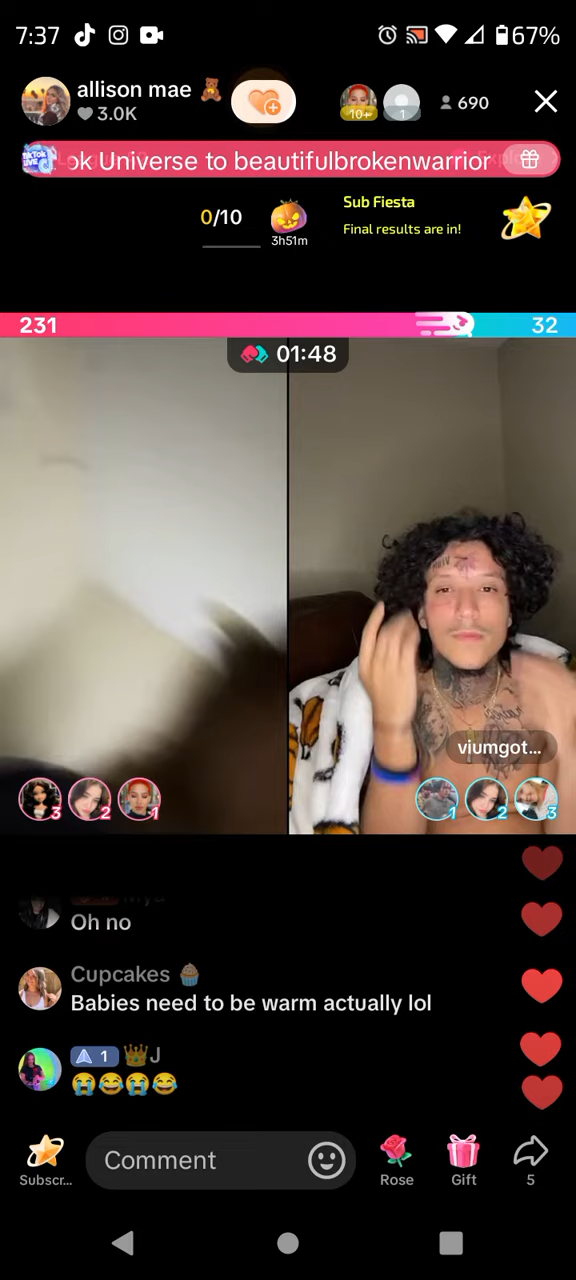 7:37
67%
allison mae 🧸
3.0K
10+
1
690
ok Universe to beautifulbrokenwarrior
0/10
3h51m
Sub Fiesta
Final results are in!
231
32
01:48
viumgot...
3
2
1
1
2
3
Oh no
Cupcakes 🧁
Babies need to be warm actually lol
1 👑J
😭😂😭😂
Subscr...
Comment
Rose
Gift
5